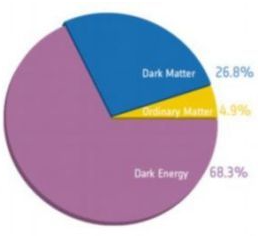 Dark Matter 26.8%
Ordinary Matter 4.9%
Dark Energy 68.3%